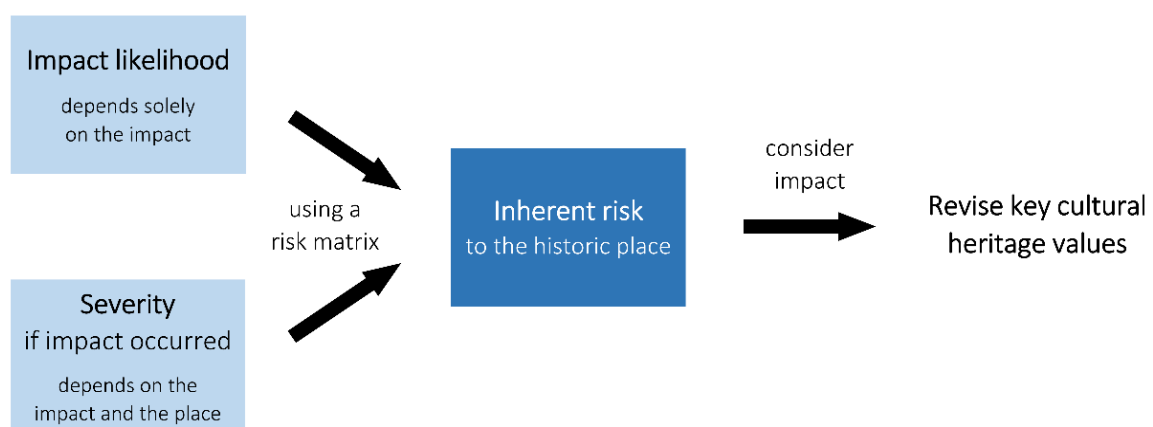 Impact likelihood
depends solely
on the impact
Severity
if impact occurred
depends on the
impact and the place
using a
risk matrix
Inherent risk
to the historic place
consider
impact
Revise key cultural
heritage values